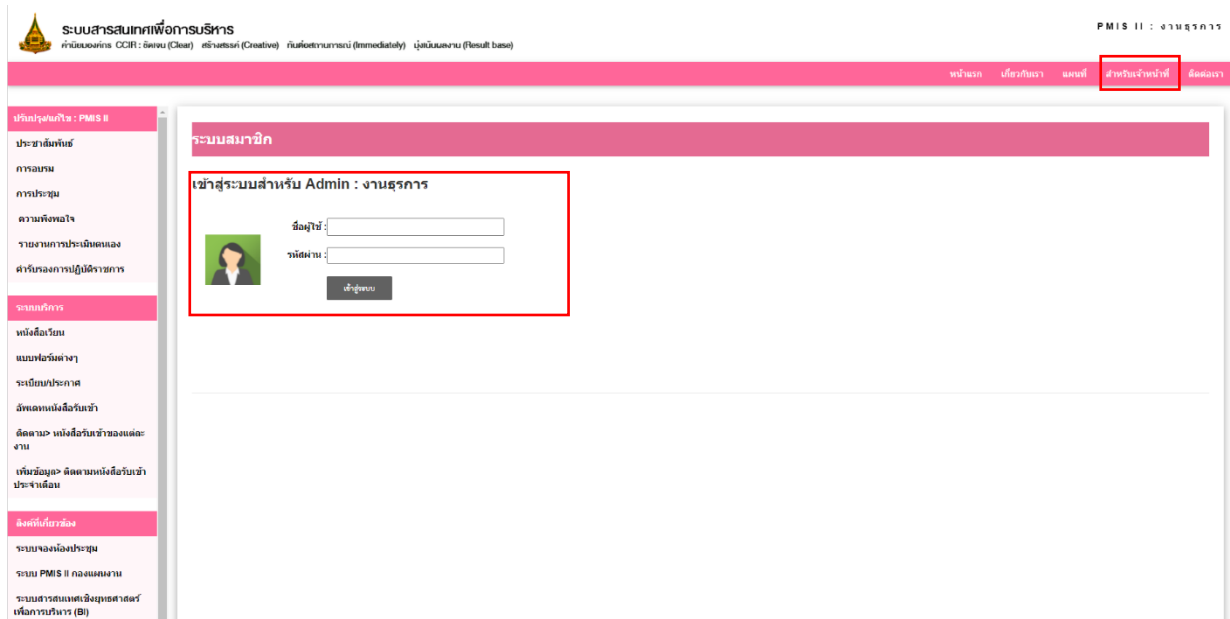 ระบบสารสนเทศเพื่อการบริหาร
PMIS II : งานธุรการ
ค่านิยมองค์กร CCIR : ชัดเจน (Clear) สร้างสรรค์ (Creative) ทันต่อสถานการณ์ (Immediately) มุ่งเน้นผลงาน (Result base)
หน้าแรก เกี่ยวกับเรา แผนที่ สำหรับเจ้าหน้าที่ ติดต่อเรา
ปรับปรุง/แก้ไข : PMIS II
ประชาสัมพันธ์
การอบรม
การประชุม
ความพึงพอใจ
รายงานการประเมินตนเอง
คำรับรองการปฏิบัติราชการ
ระบบบริการ
หนังสือเวียน
แบบฟอร์มต่างๆ
ระเบียบ/ประกาศ
อัพเดทหนังสือรับเข้า
ติดตาม> หนังสือรับเข้าของแต่ละ
งาน
เพิ่มข้อมูล> ติดตามหนังสือรับเข้า
ประจำเดือน
ลิงค์ที่เกี่ยวข้อง
ระบบจองห้องประชุม
ระบบ PMIS II กองแผนงาน
ระบบสารสนเทศเชิงยุทธศาสตร์
เพื่อการบริหาร (BI)
ระบบสมาชิก
เข้าสู่ระบบสำหรับ Admin : งานธุรการ
ชื่อผู้ใช้ :
รหัสผ่าน :
เข้าสู่ระบบ